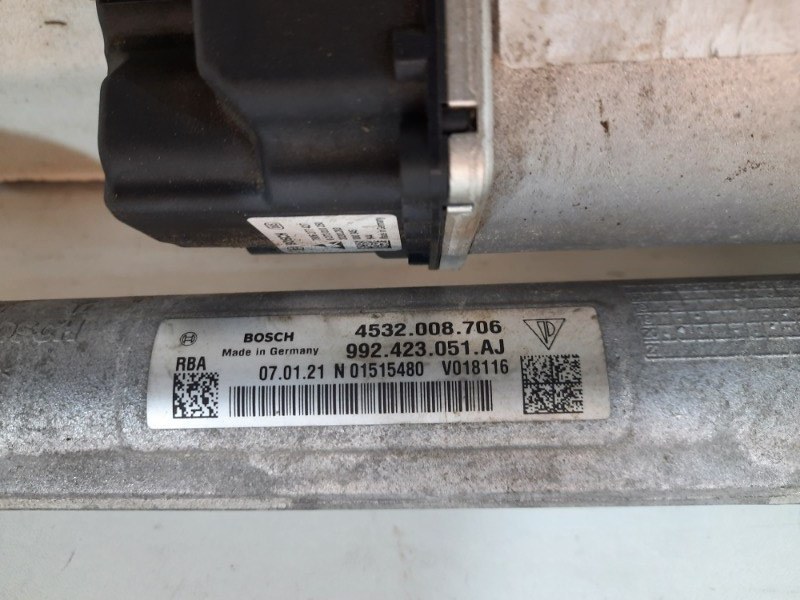 BOSCH
4532.008.706
Made in Germany
992.423.051.AJ
RBA
07.01.21 N 01515480 V018116